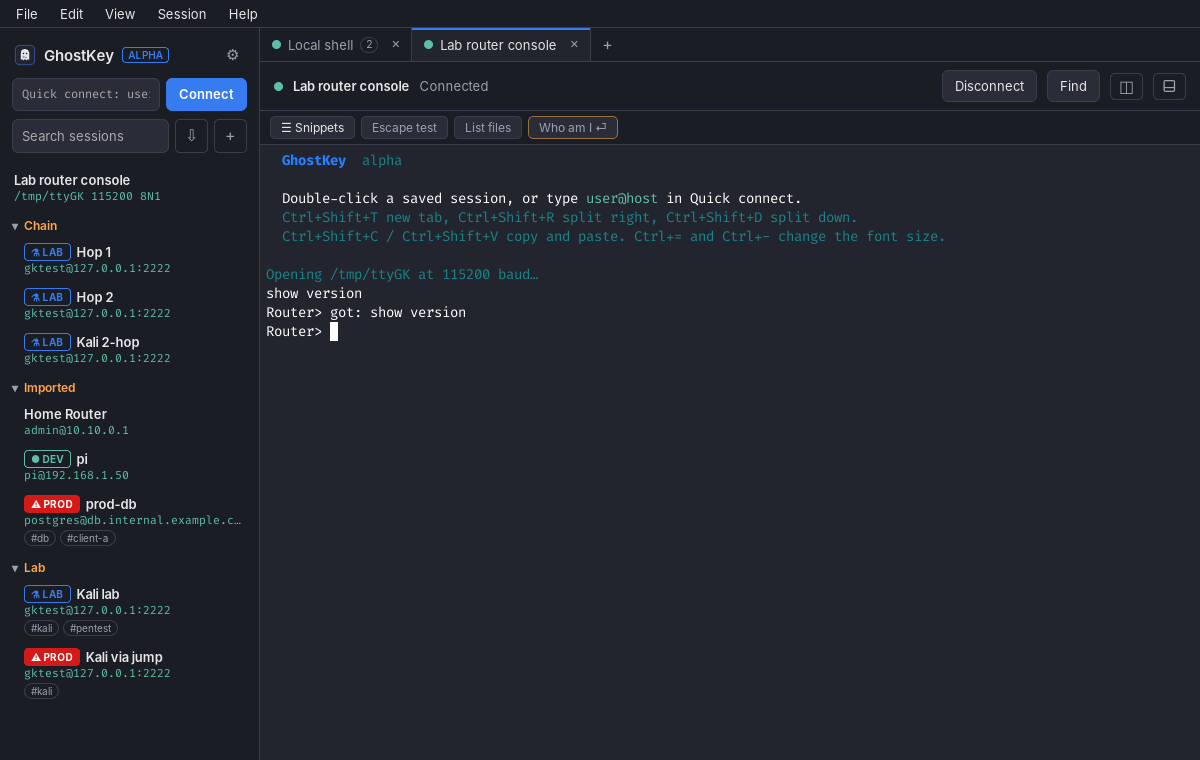 File Edit View Session Help
GhostKey ALPHA
Quick connect: use Connect
Search sessions
Lab router console
/tmp/ttyGK 115200 8N1
Chain
LAB Hop 1
gktest@127.0.0.1:2222
LAB Hop 2
gktest@127.0.0.1:2222
LAB Kali 2-hop
gktest@127.0.0.1:2222
Imported
Home Router
admin@10.10.0.1
DEV pi
pi@192.168.1.50
PROD prod-db
postgres@db.internal.example.c…
#db #client-a
Lab
LAB Kali lab
gktest@127.0.0.1:2222
#kali #pentest
PROD Kali via jump
gktest@127.0.0.1:2222
#kali
Local shell 2 × Lab router console × +
Lab router console Connected Disconnect Find
☰ Snippets Escape test List files Who am I ⏎
GhostKey alpha
Double-click a saved session, or type user@host in Quick connect.
Ctrl+Shift+T new tab, Ctrl+Shift+R split right, Ctrl+Shift+D split down.
Ctrl+Shift+C / Ctrl+Shift+V copy and paste. Ctrl+= and Ctrl+- change the font size.
Opening /tmp/ttyGK at 115200 baud…
show version
Router> got: show version
Router>